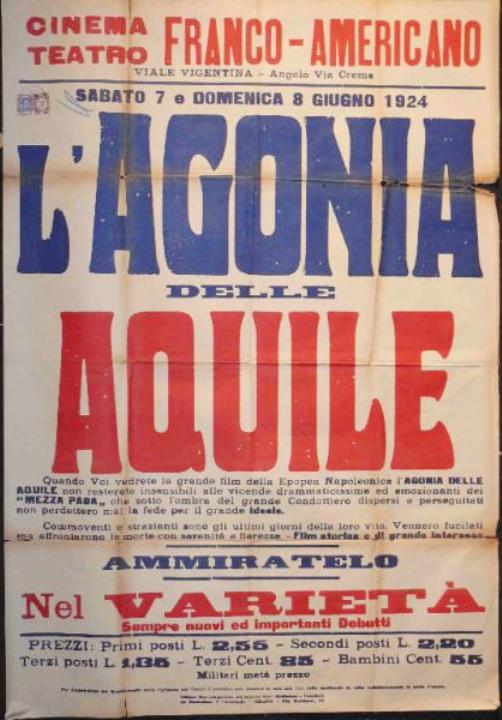 CINEMA TEATRO FRANCO-AMERICANO
VIALE VIGENTINA - Angolo Via Crema
SABATO 7 e DOMENICA 8 GIUGNO 1924
L'AGONIA
DELLE
AQUILE
Quando Voi vedrete la grande film della Epopea Napoleonica l'AGONIA DELLE
AQUILE non resterete insensibili alle vicende drammaticissime ed emozionanti dei
"MEZZA PAGA„ che sotto l'ombra del grande Condottiero dispersi e perseguitati
non perdettero mai la fede per il grande ideale.
Commoventi e strazianti sono gli ultimi giorni della loro vita. Vennero fucilati
ma affrontarono la morte con serenità e fierezza. - Film storica e di grande interesse
AMMIRATELO
Nel VARIETÀ
Sempre nuovi ed importanti Debutti
PREZZI: Primi posti L. 2,55 - Secondi posti L. 2,20
Terzi posti L. 1,35 - Terzi Cent. 85 - Bambini Cent. 55
Militari metà prezzo